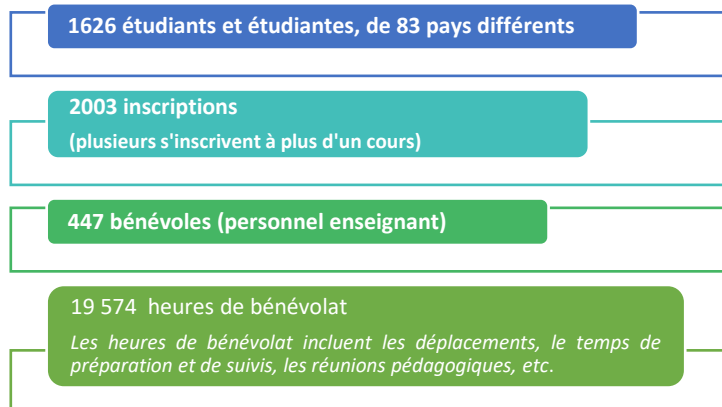 1626 étudiants et étudiantes, de 83 pays différents
2003 inscriptions
(plusieurs s'inscrivent à plus d'un cours)
447 bénévoles (personnel enseignant)
19 574 heures de bénévolat
Les heures de bénévolat incluent les déplacements, le temps de
préparation et de suivis, les réunions pédagogiques, etc.